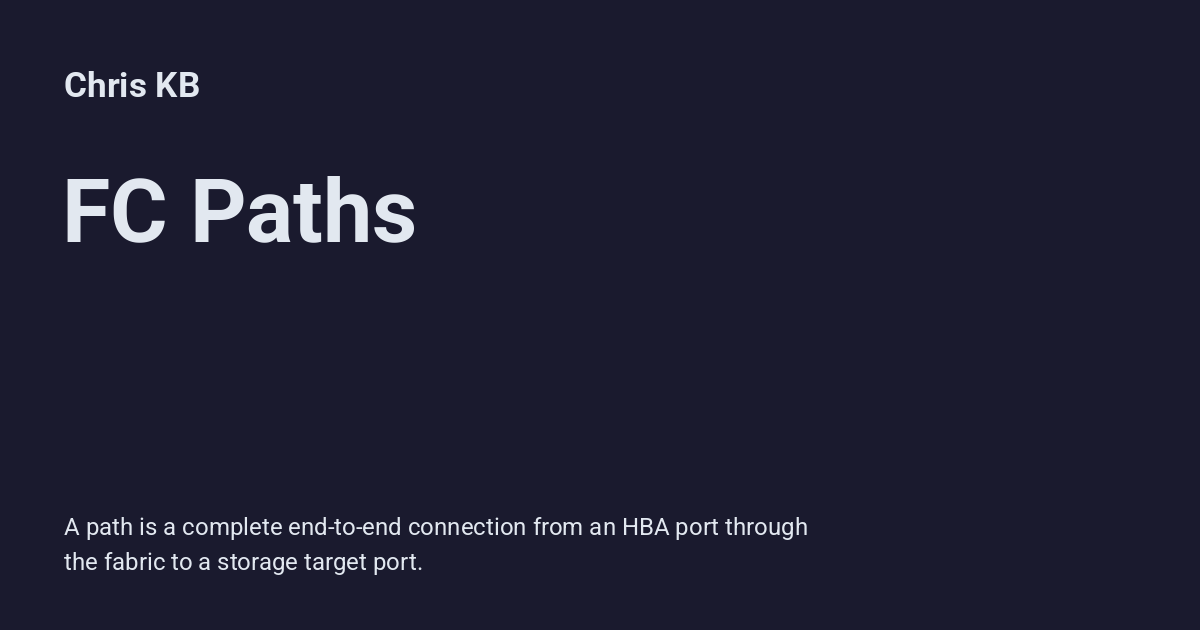 Chris KB
FC Paths
A path is a complete end-to-end connection from an HBA port through
the fabric to a storage target port.